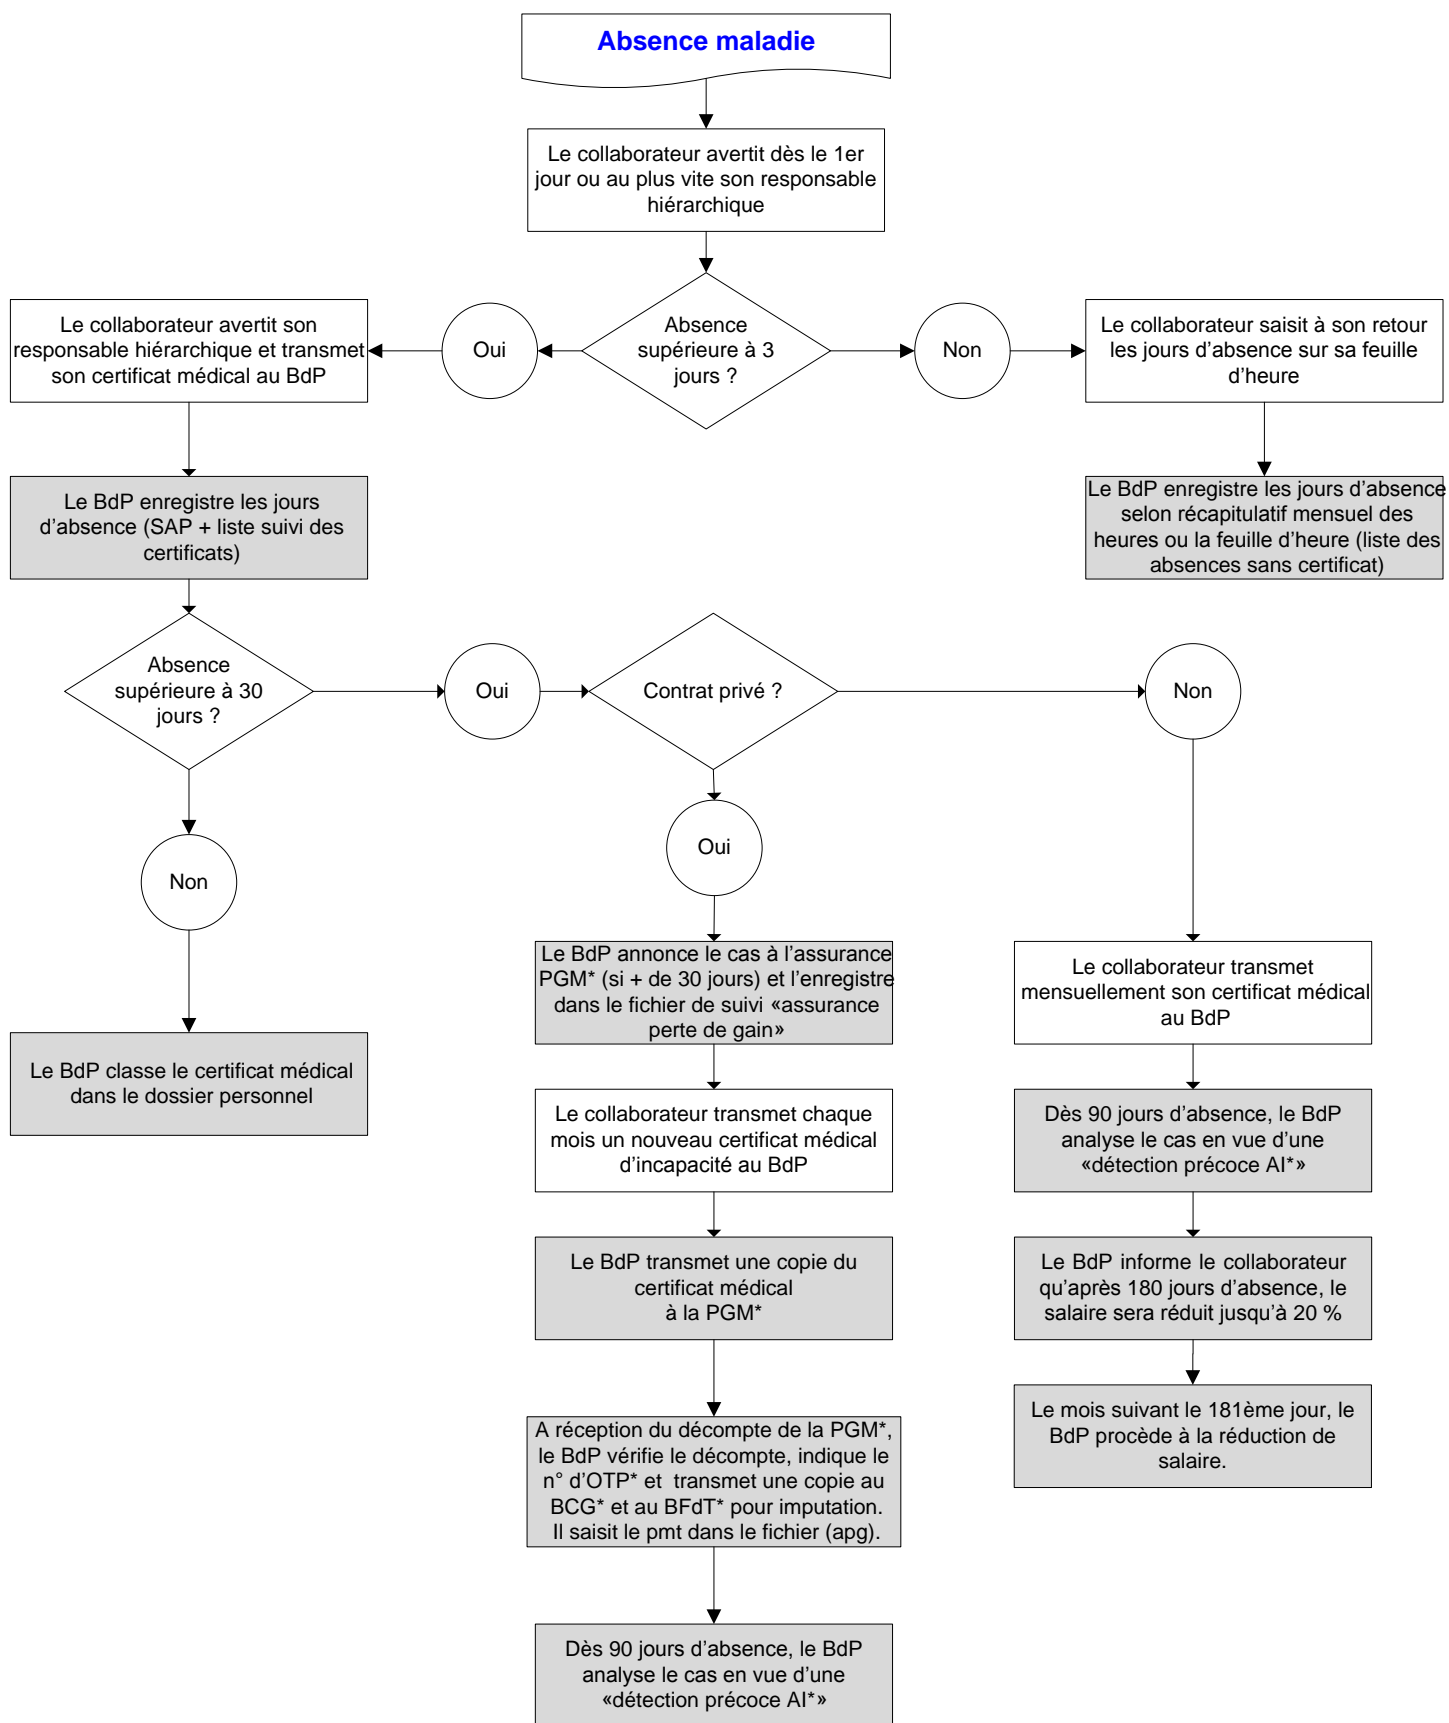 Absence maladie
Le collaborateur avertit dès le 1er
jour ou au plus vite son responsable
hiérarchique
Le collaborateur avertit son
responsable hiérarchique et transmet
son certificat médical au BdP
Oui
Absence
supérieure à 3
jours ?
Non
Le collaborateur saisit à son retour
les jours d’absence sur sa feuille
d’heure
Le BdP enregistre les jours
d’absence (SAP + liste suivi des
certificats)
Le BdP enregistre les jours d’absence
selon récapitulatif mensuel des
heures ou la feuille d’heure (liste des
absences sans certificat)
Absence
supérieure à 30
jours ?
Oui
Contrat privé ?
Non
Non
Oui
Le BdP classe le certificat médical
dans le dossier personnel
Le BdP annonce le cas à l’assurance
PGM* (si + de 30 jours) et l’enregistre
dans le fichier de suivi «assurance
perte de gain»
Le collaborateur transmet
mensuellement son certificat médical
au BdP
Le collaborateur transmet chaque
mois un nouveau certificat médical
d’incapacité au BdP
Dès 90 jours d’absence, le BdP
analyse le cas en vue d’une
«détection précoce AI*»
Le BdP transmet une copie du
certificat médical
à la PGM*
Le BdP informe le collaborateur
qu’après 180 jours d’absence, le
salaire sera réduit jusqu’à 20 %
A réception du décompte de la PGM*,
le BdP vérifie le décompte, indique le
n° d’OTP* et transmet une copie au
BCG* et au BFdT* pour imputation.
Il saisit le pmt dans le fichier (apg).
Le mois suivant le 181ème jour, le
BdP procède à la réduction de
salaire.
Dès 90 jours d’absence, le BdP
analyse le cas en vue d’une
«détection précoce AI*»